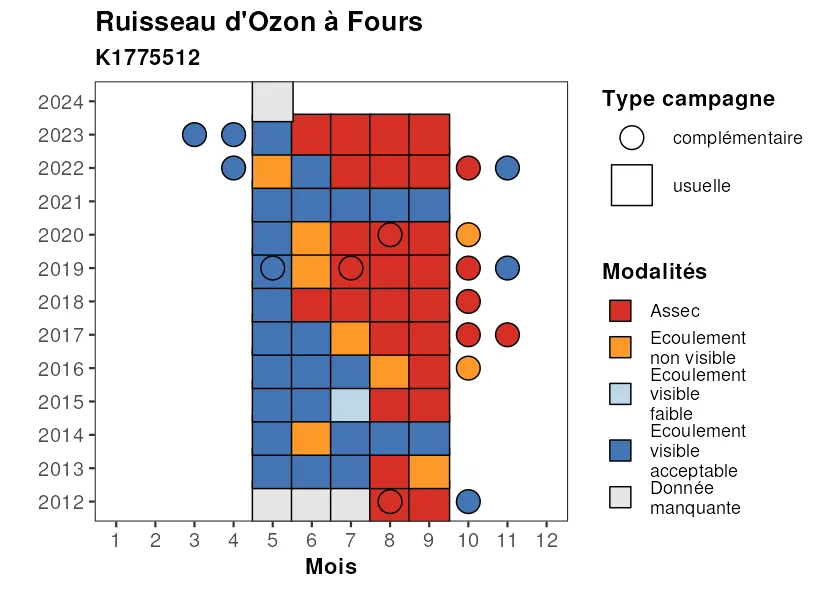 Ruisseau d'Ozon à Fours
K1775512
2024
2023
2022
2021
2020
2019
2018
2017
2016
2015
2014
2013
2012
1 2 3 4 5 6 7 8 9 10 11 12
Mois
Type campagne
complémentaire
usuelle
Modalités
Assec
Ecoulement
non visible
Ecoulement
visible
faible
Ecoulement
visible
acceptable
Donnée
manquante